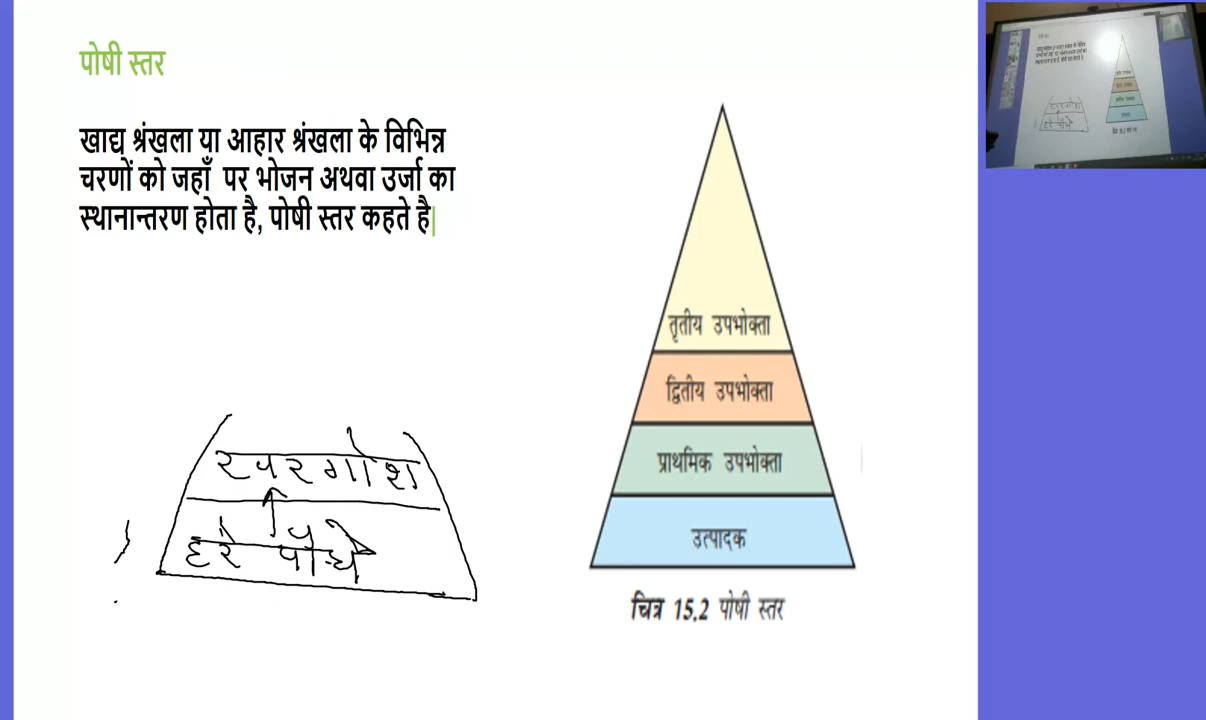 पोषी स्तर
खाद्य श्रंखला या आहार श्रंखला के विभिन्न
चरणों को जहाँ पर भोजन अथवा उर्जा का
स्थानान्तरण होता है, पोषी स्तर कहते है|
तृतीय उपभोक्ता
द्वितीय उपभोक्ता
प्राथमिक उपभोक्ता
उत्पादक
चित्र 15.2 पोषी स्तर
खरगोश
हरे पौधे